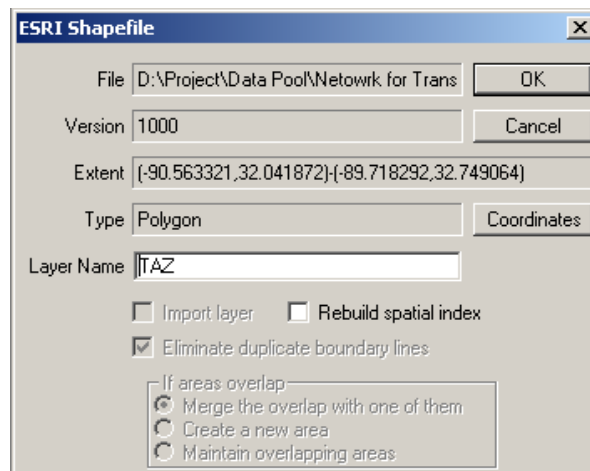 ESRI Shapefile
File D:\Project\Data Pool\Netowrk for Trans OK
Version 1000 Cancel
Extent (-90.563321,32.041872)-(-89.718292,32.749064)
Type Polygon Coordinates
Layer Name TAZ
Import layer Rebuild spatial index
Eliminate duplicate boundary lines
If areas overlap
Merge the overlap with one of them
Create a new area
Maintain overlapping areas